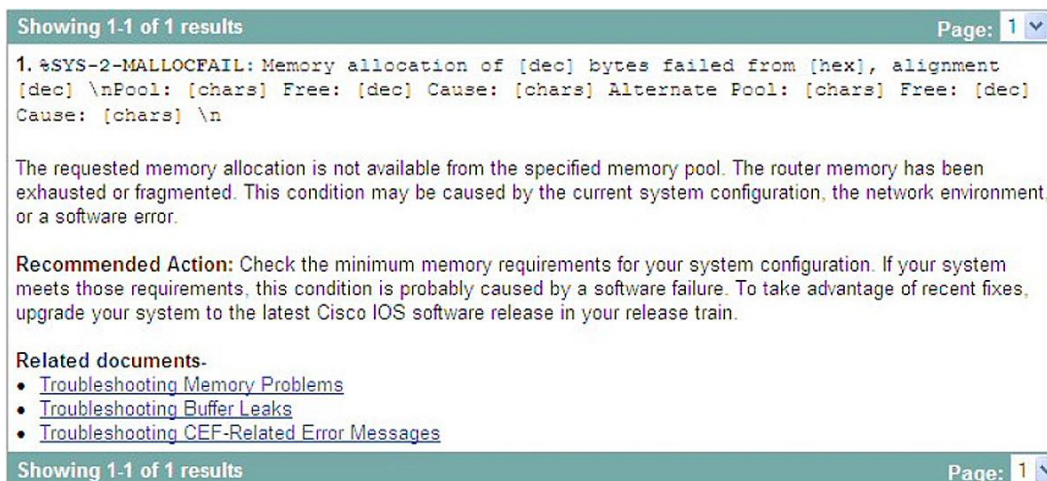 Showing 1-1 of 1 results Page: 1
1. %SYS-2-MALLOCFAIL: Memory allocation of [dec] bytes failed from [hex], alignment
[dec] \nPool: [chars] Free: [dec] Cause: [chars] Alternate Pool: [chars] Free: [dec]
Cause: [chars] \n
The requested memory allocation is not available from the specified memory pool. The router memory has been
exhausted or fragmented. This condition may be caused by the current system configuration, the network environment,
or a software error.
Recommended Action: Check the minimum memory requirements for your system configuration. If your system
meets those requirements, this condition is probably caused by a software failure. To take advantage of recent fixes,
upgrade your system to the latest Cisco IOS software release in your release train.
Related documents-
• Troubleshooting Memory Problems
• Troubleshooting Buffer Leaks
• Troubleshooting CEF-Related Error Messages
Showing 1-1 of 1 results Page: 1